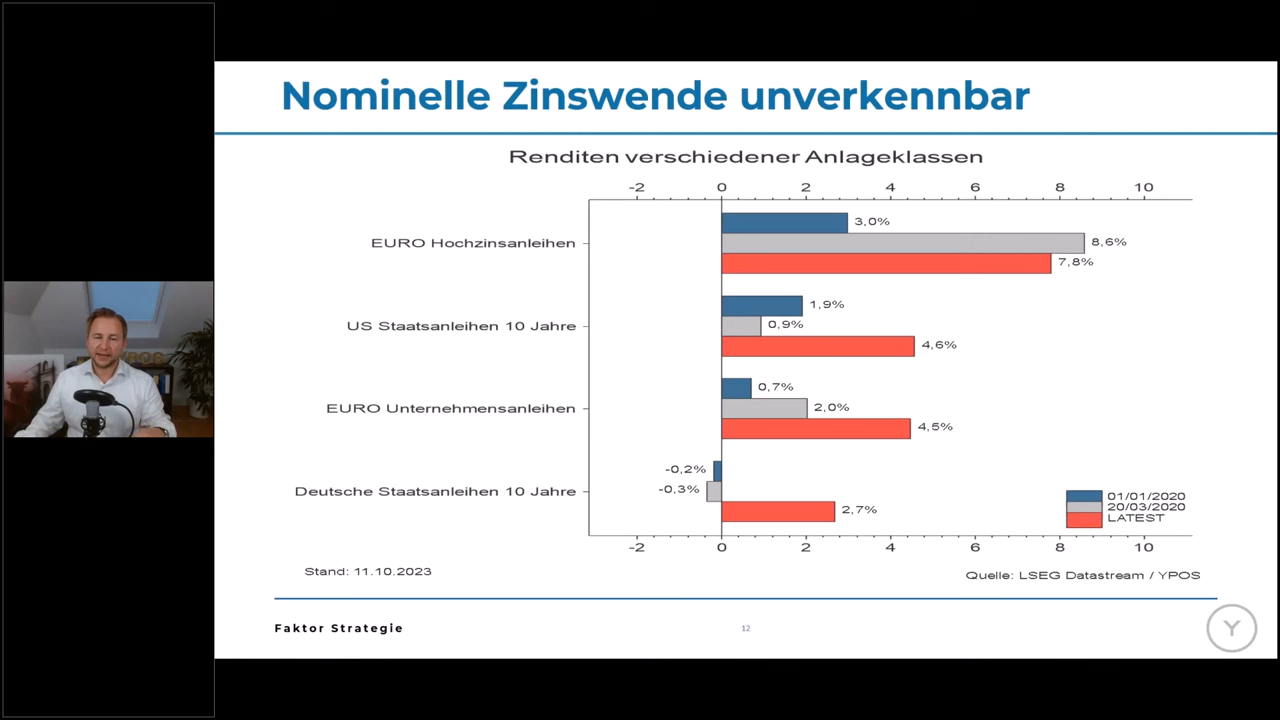 Nominelle Zinswende unverkennbar
Renditen verschiedener Anlageklassen
-2 0 2 4 6 8 10
EURO Hochzinsanleihen
3,0%
8,6%
7,8%
US Staatsanleihen 10 Jahre
1,9%
0,9%
4,6%
EURO Unternehmensanleihen
0,7%
2,0%
4,5%
Deutsche Staatsanleihen 10 Jahre
-0,2%
-0,3%
2,7%
01/01/2020
20/03/2020
LATEST
-2 0 2 4 6 8 10
Stand: 11.10.2023
Quelle: LSEG Datastream / YPOS
Faktor Strategie
12
Y